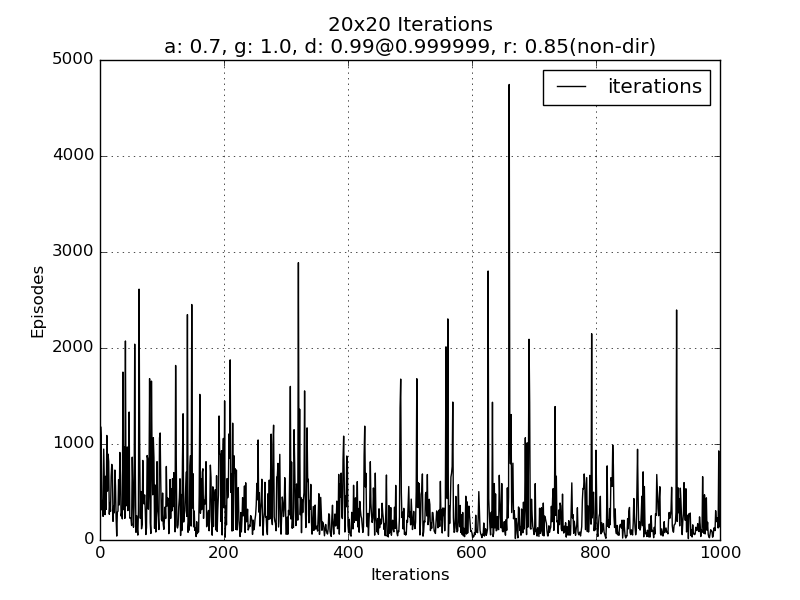 20x20 Iterations
a: 0.7, g: 1.0, d: 0.99@0.999999, r: 0.85(non-dir)
iterations
5000
4000
3000
2000
1000
0
Episodes
0 200 400 600 800 1000
Iterations